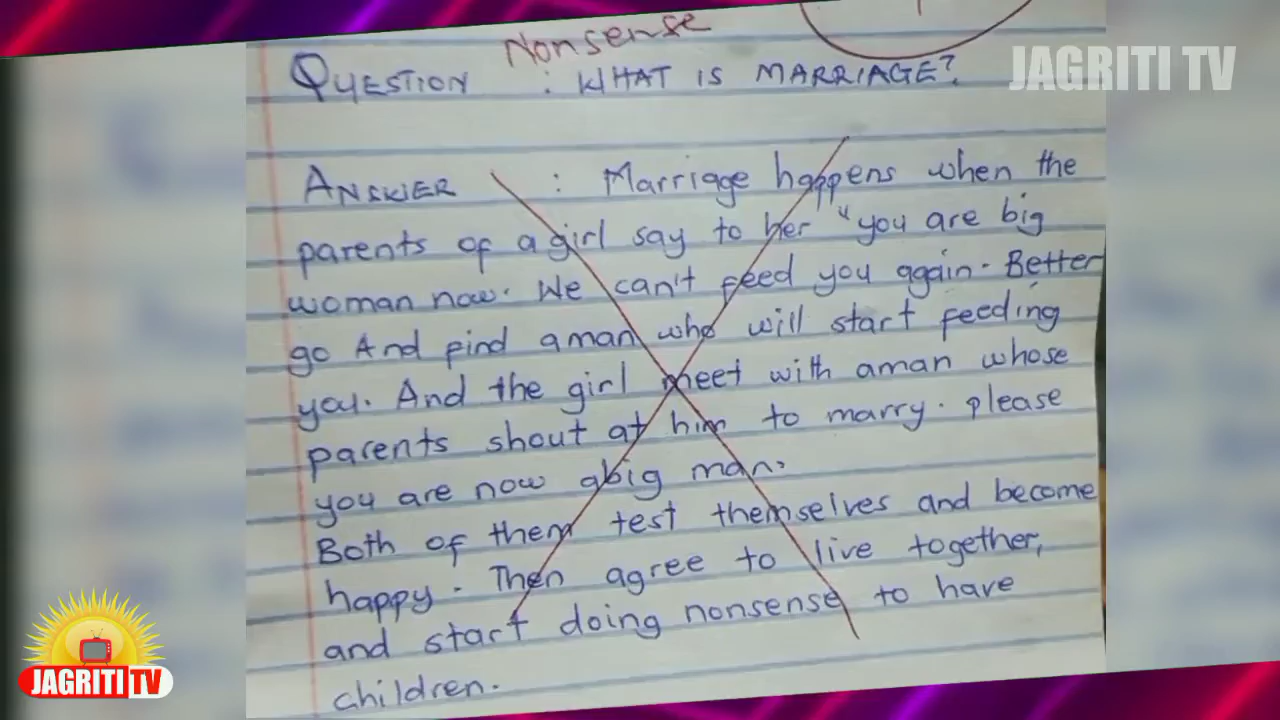 Nonsense
JAGRITI TV
QUESTION : WHAT IS MARRIAGE?
ANSWER : Marriage happens when the
parents of a girl say to her "you are big
woman now. We can't feed you again. Better
go And find a man who will start feeding
you. And the girl meet with a man whose
parents shout at him to marry. please
you are now a big man.
Both of them test themselves and become
happy. Then agree to live together,
and start doing nonsense to have
children.
JAGRITI TV